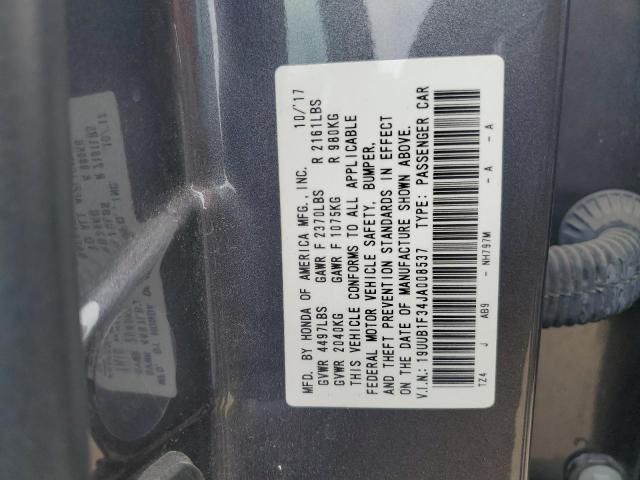 MFD. BY HONDA OF AMERICA MFG., INC. 10/'17
GVWR 4497LBS GAWR F 2370LBS R 2161LBS
GVWR 2040KG GAWR F 1075KG R 980KG
THIS VEHICLE CONFORMS TO ALL APPLICABLE
FEDERAL MOTOR VEHICLE SAFETY, BUMPER,
AND THEFT PREVENTION STANDARDS IN EFFECT
ON THE DATE OF MANUFACTURE SHOWN ABOVE.
V.I.N.: 19UUB1F34JA008537 TYPE: PASSENGER CAR
TZ4 J AB9 - NH797M - A - A